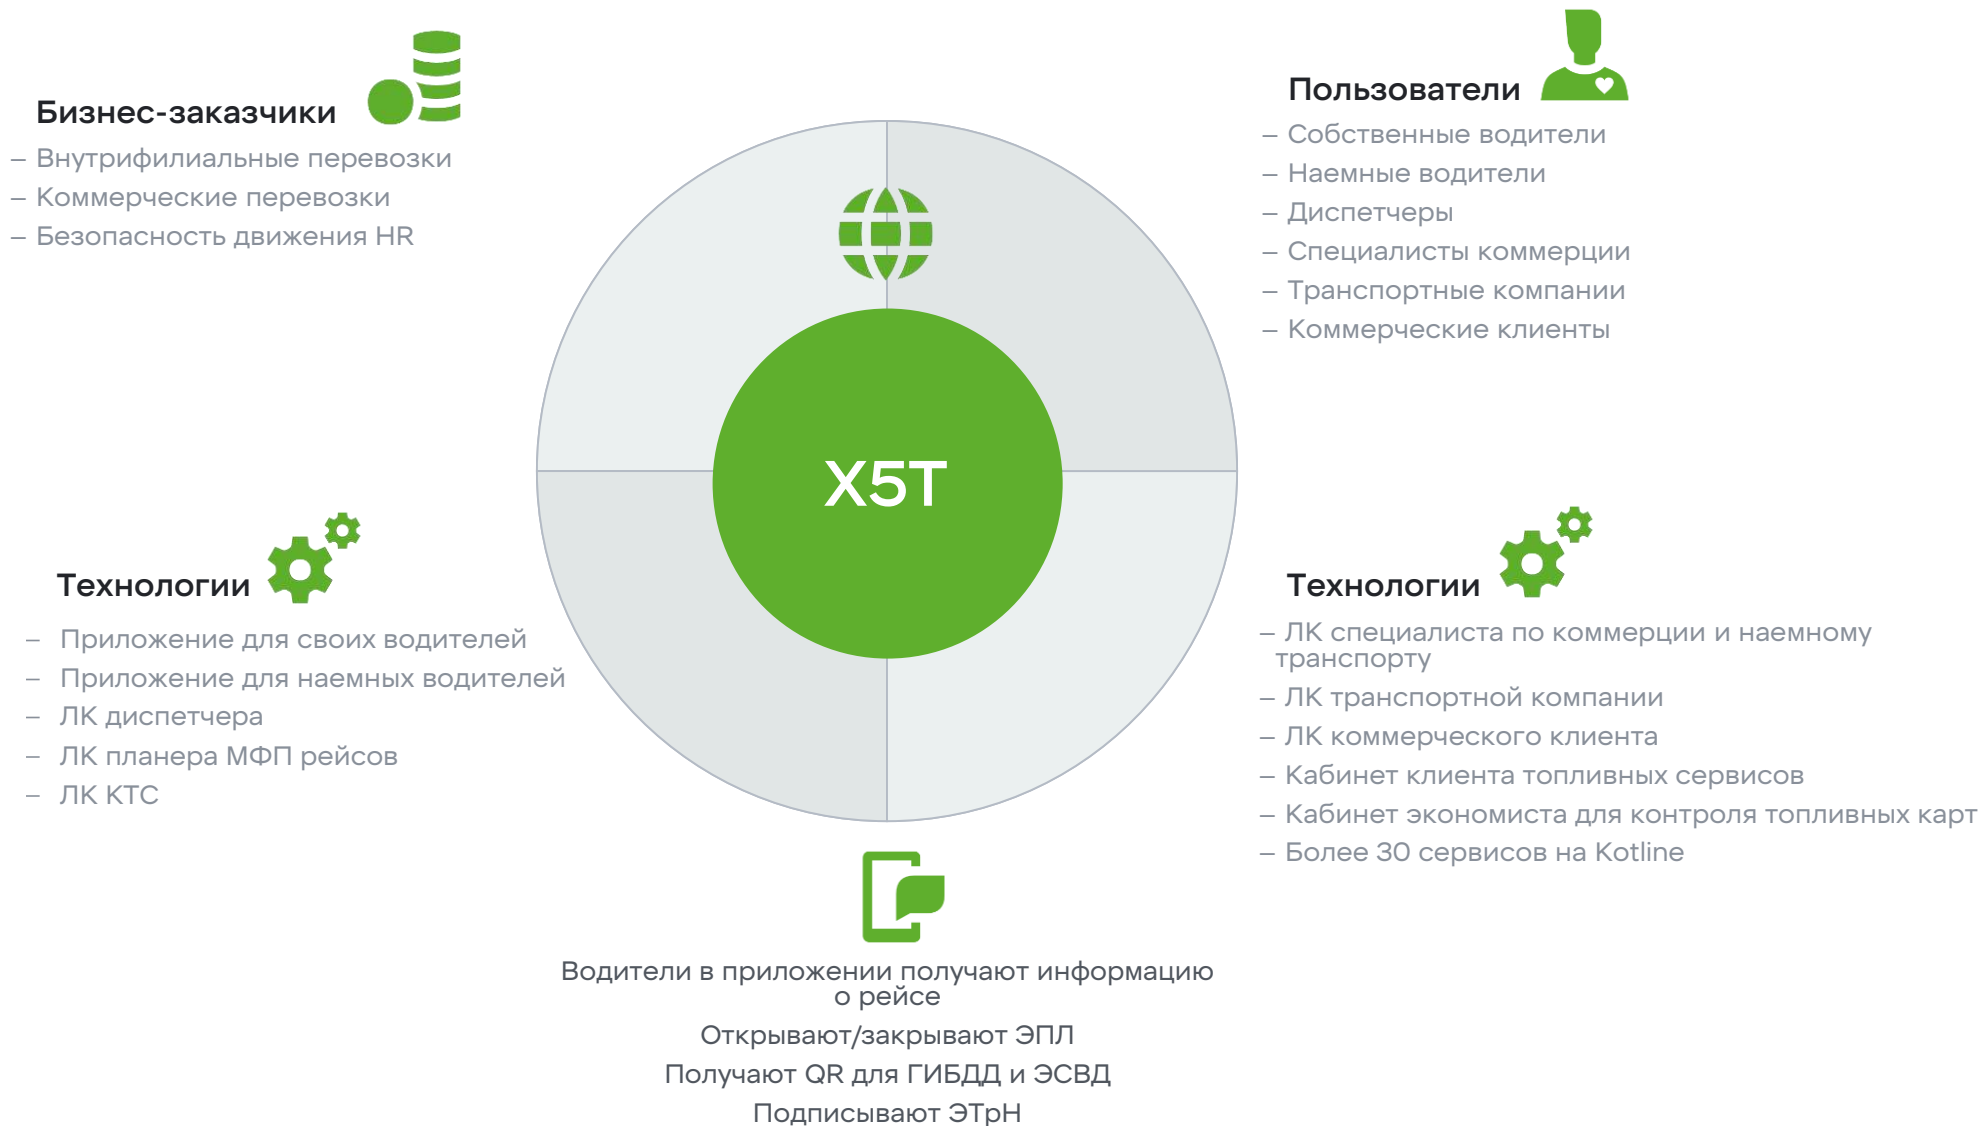 Бизнес-заказчики
– Внутрифилиальные перевозки
– Коммерческие перевозки
– Безопасность движения HR
Пользователи
– Собственные водители
– Наемные водители
– Диспетчеры
– Специалисты коммерции
– Транспортные компании
– Коммерческие клиенты
Х5Т
Технологии
– Приложение для своих водителей
– Приложение для наемных водителей
– ЛК диспетчера
– ЛК планера МФП рейсов
– ЛК КТС
Технологии
– ЛК специалиста по коммерции и наемному
транспорту
– ЛК транспортной компании
– ЛК коммерческого клиента
– Кабинет клиента топливных сервисов
– Кабинет экономиста для контроля топливных карт
– Более 30 сервисов на Kotline
Водители в приложении получают информацию
о рейсе
Открывают/закрывают ЭПЛ
Получают QR для ГИБДД и ЭСВД
Подписывают ЭТрН